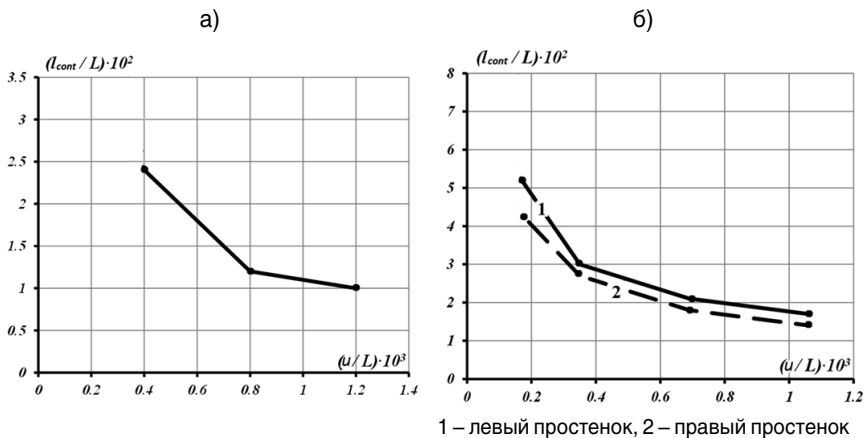 а)
(l cont / L)·10²
3.5
3
2.5
2
1.5
1
0.5
0
(u/L)·10³
0 0.2 0.4 0.6 0.8 1 1.2 1.4
б)
(l cont / L)·10²
8
7
6
5
4
3
2
1
0
1
2
(u/L)·10³
0 0.2 0.4 0.6 0.8 1 1.2
1 – левый простенок, 2 – правый простенок